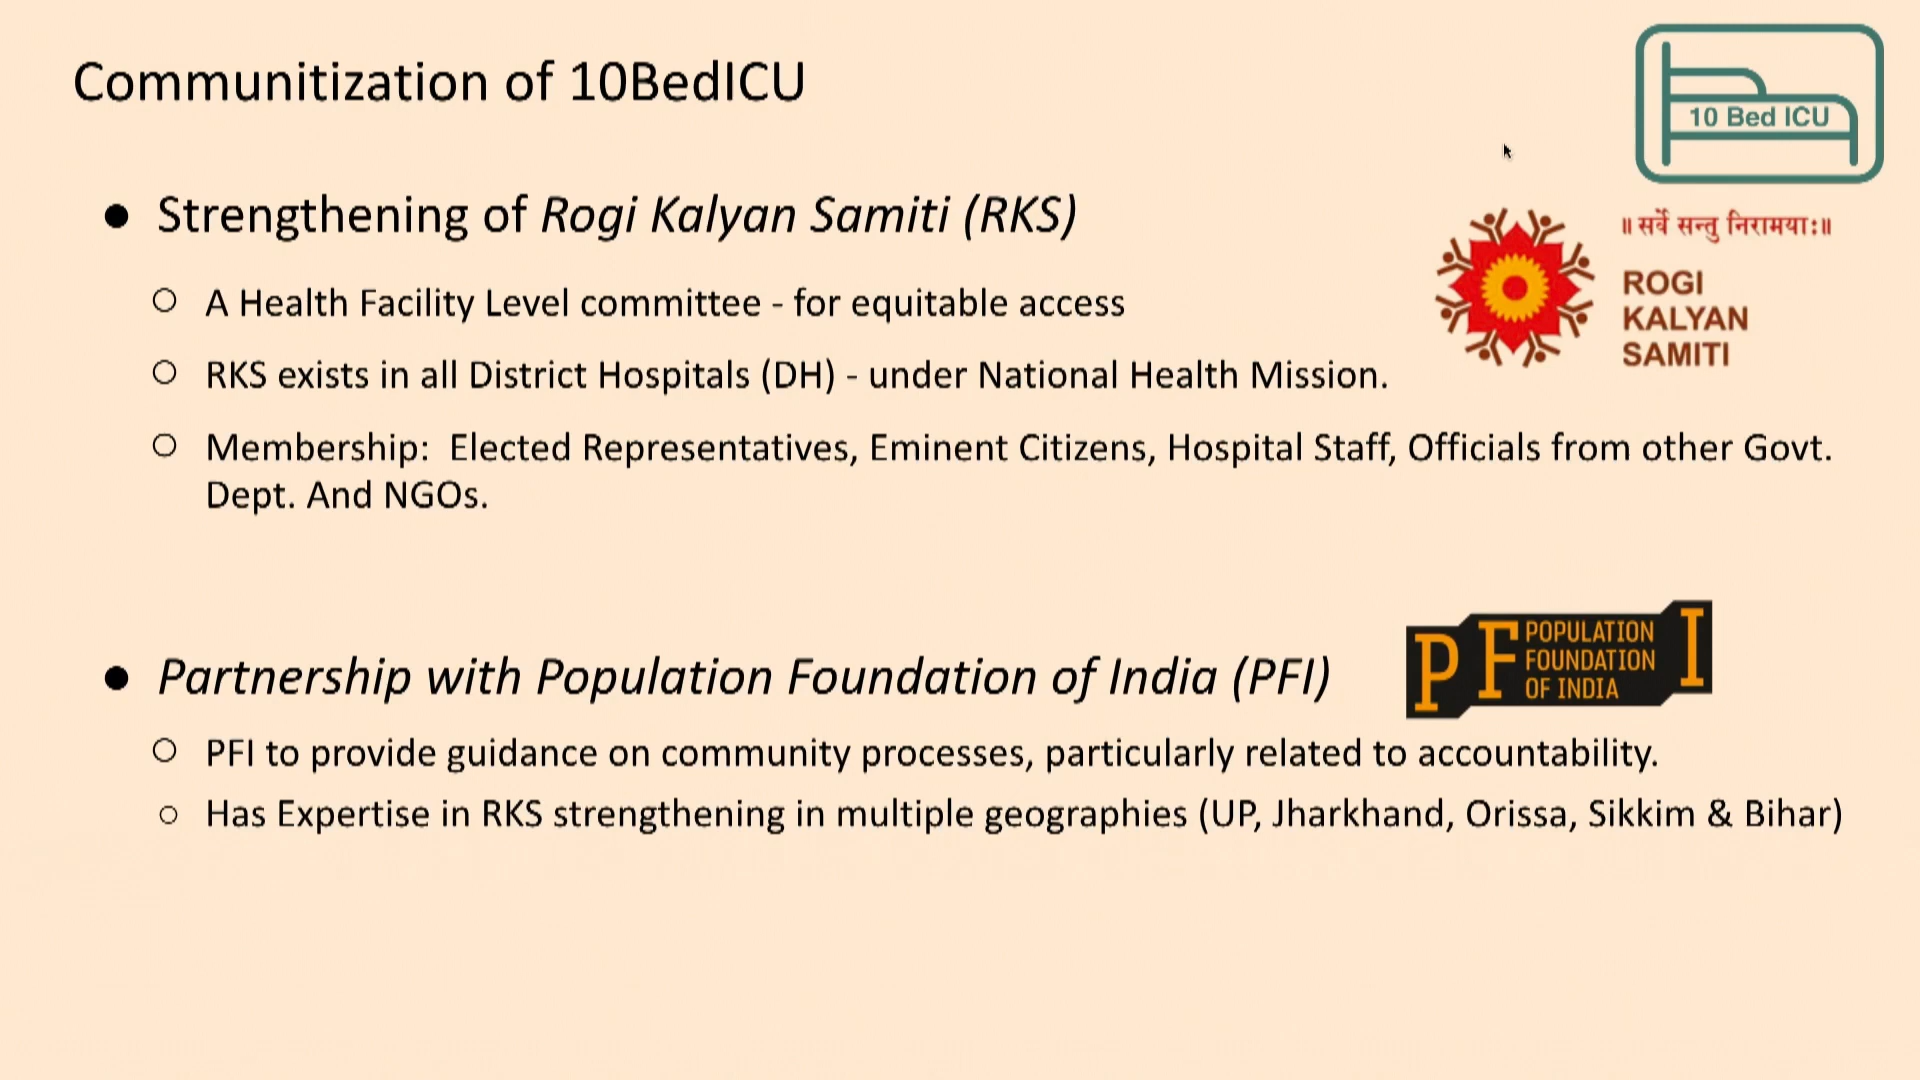 Communitization of 10BedICU
10 Bed ICU
● Strengthening of Rogi Kalyan Samiti (RKS)
॥ सर्वे सन्तु निरामयाः॥
ROGI
KALYAN
SAMITI
○ A Health Facility Level committee - for equitable access
○ RKS exists in all District Hospitals (DH) - under National Health Mission.
○ Membership:  Elected Representatives, Eminent Citizens, Hospital Staff, Officials from other Govt.
Dept. And NGOs.
● Partnership with Population Foundation of India (PFI)
P F I
POPULATION
FOUNDATION
OF INDIA
○ PFI to provide guidance on community processes, particularly related to accountability.
○ Has Expertise in RKS strengthening in multiple geographies (UP, Jharkhand, Orissa, Sikkim & Bihar)